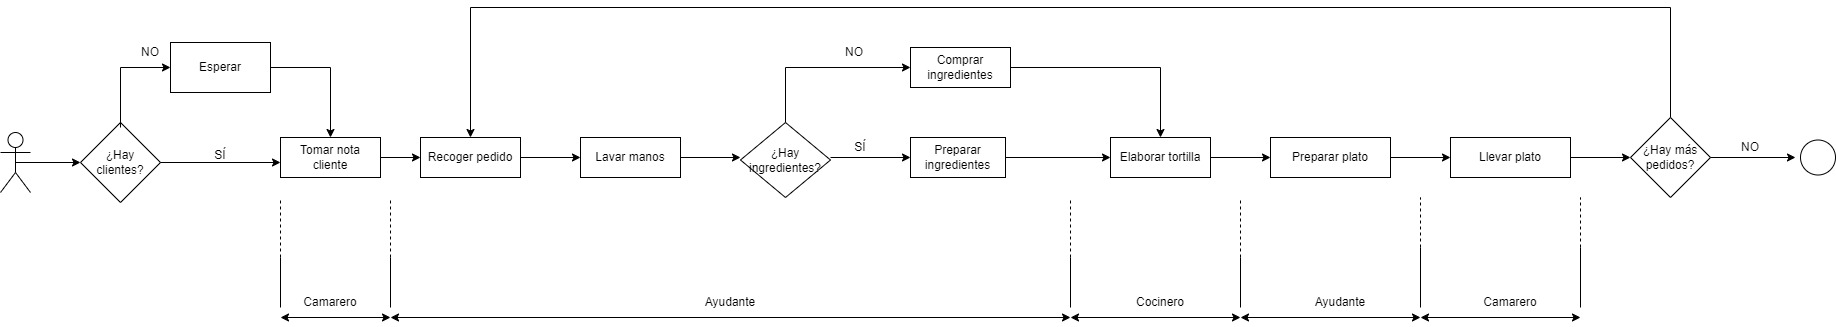 NO
Esperar
¿Hay
clientes?
SÍ
Tomar nota
cliente
Recoger pedido
Lavar manos
¿Hay
ingredientes?
NO
Comprar
ingredientes
SÍ
Preparar
ingredientes
Elaborar tortilla
Preparar plato
Llevar plato
¿Hay más
pedidos?
NO
Camarero
Ayudante
Cocinero
Ayudante
Camarero